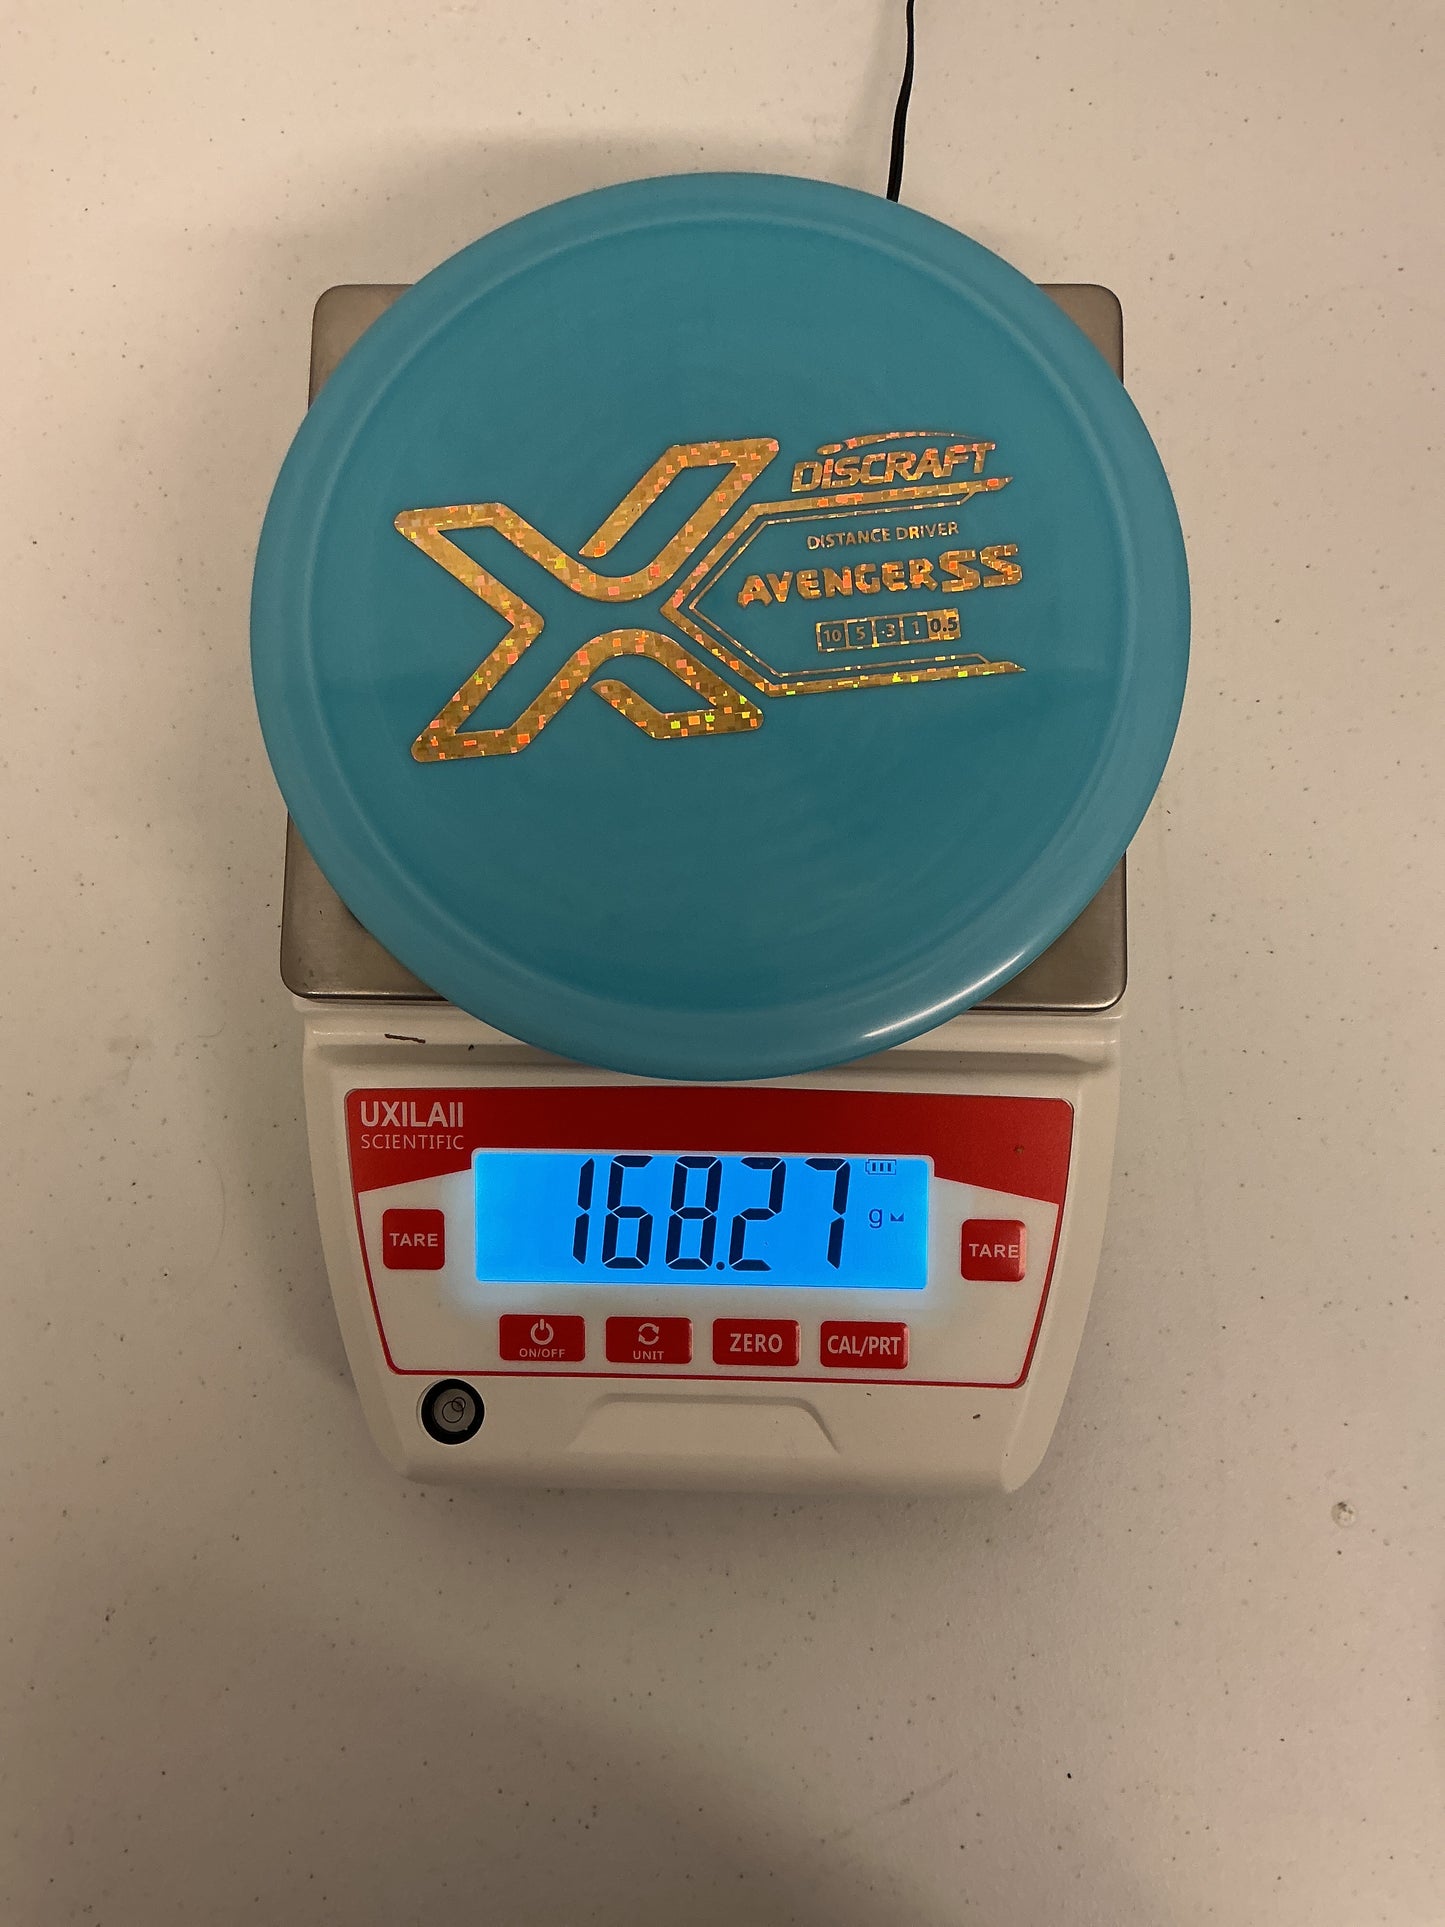 X
DISCRAFT
DISTANCE DRIVER
AVENGER SS
10 5 -3 1 0.5
UXILAII
SCIENTIFIC
168.27 g
TARE
TARE
ON/OFF
UNIT
ZERO
CAL/PRT